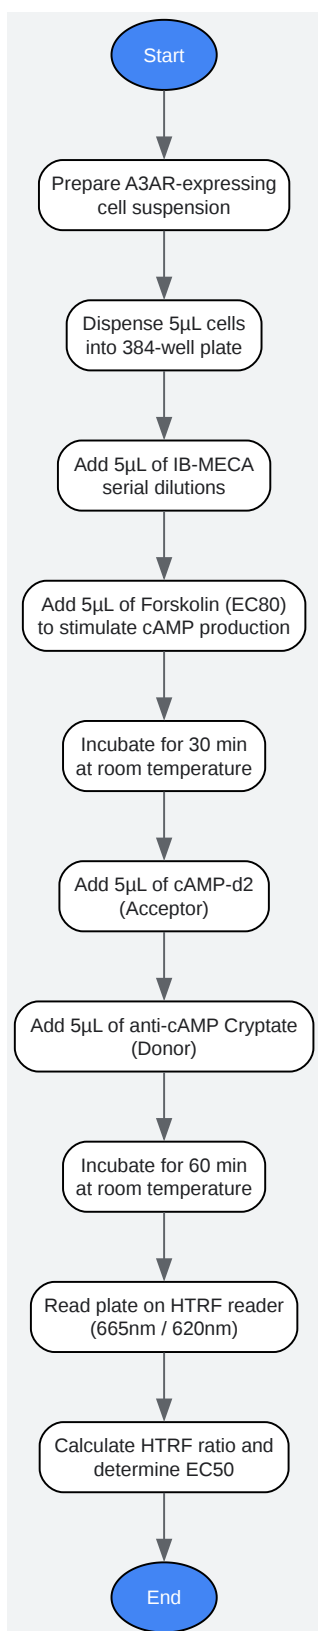 Start
Prepare A3AR-expressing
cell suspension
Dispense 5µL cells
into 384-well plate
Add 5µL of IB-MECA
serial dilutions
Add 5µL of Forskolin (EC80)
to stimulate cAMP production
Incubate for 30 min
at room temperature
Add 5µL of cAMP-d2
(Acceptor)
Add 5µL of anti-cAMP Cryptate
(Donor)
Incubate for 60 min
at room temperature
Read plate on HTRF reader
(665nm / 620nm)
Calculate HTRF ratio and
determine EC50
End